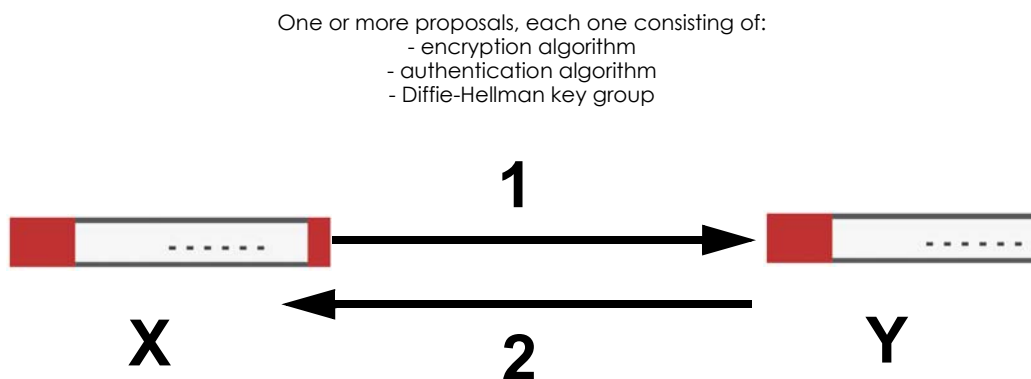 One or more proposals, each one consisting of:
- encryption algorithm
- authentication algorithm
- Diffie-Hellman key group
1
X
Y
2